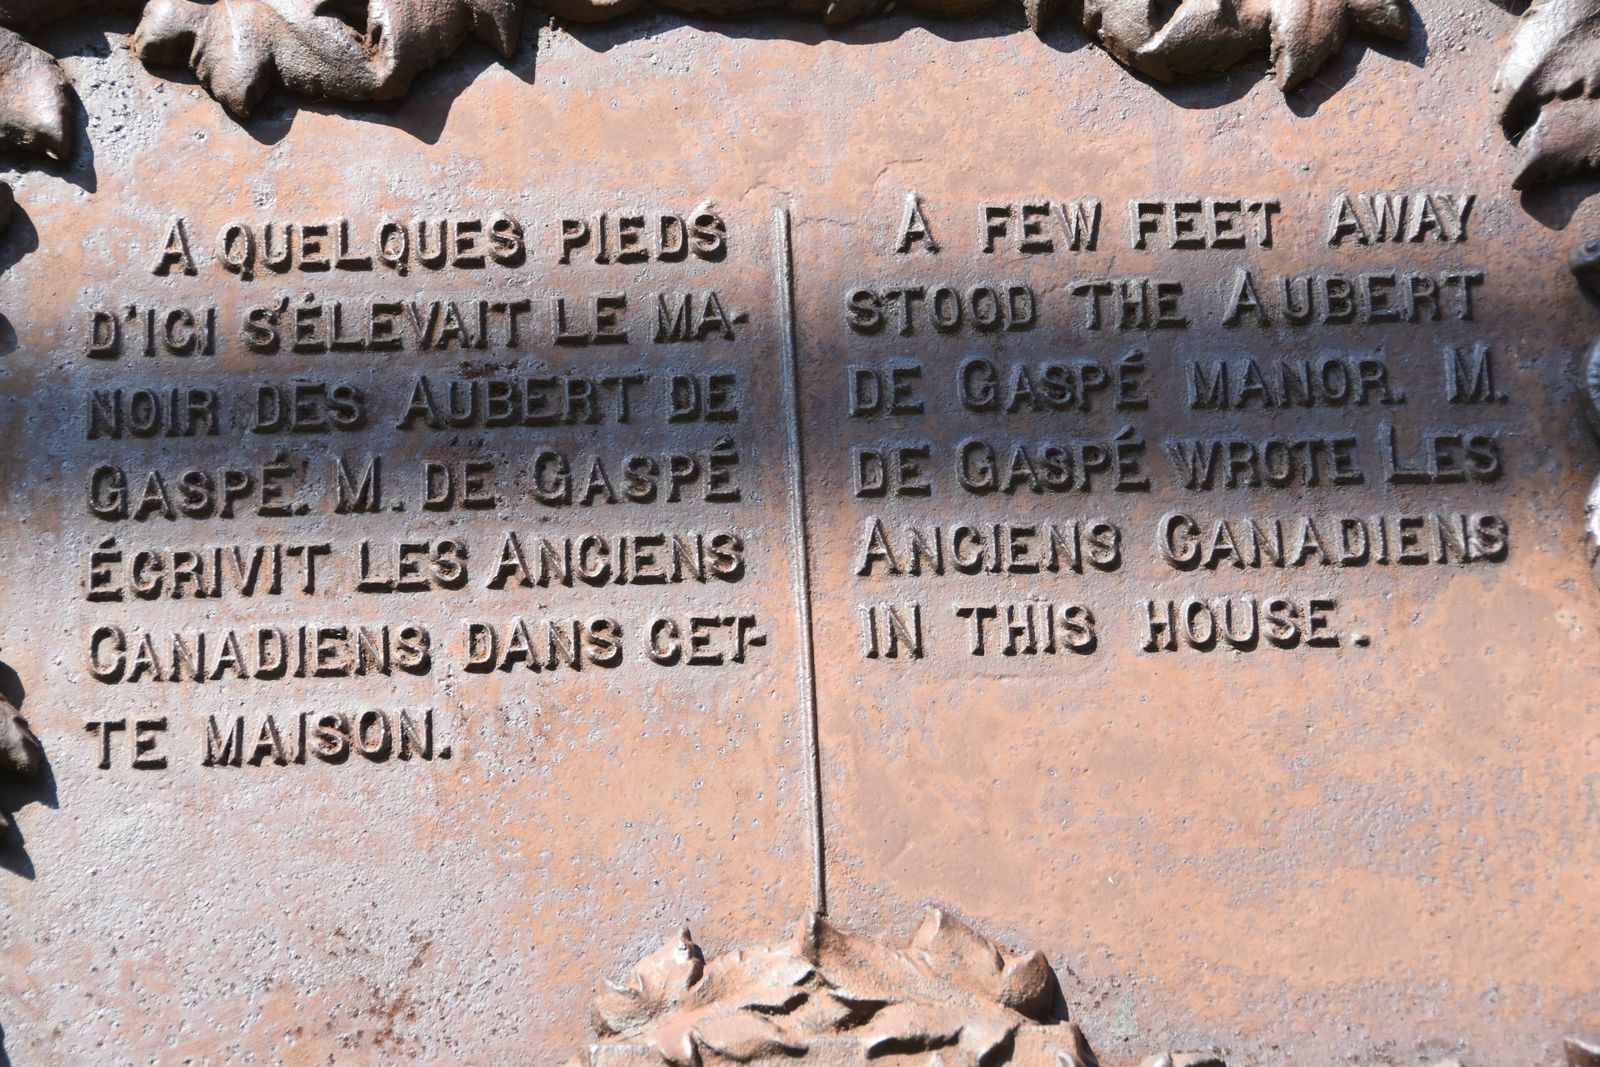 A QUELQUES PIEDS
D'ICI S'ÉLEVAIT LE MA-
NOIR DES AUBERT DE
GASPÉ. M. DE GASPÉ
ÉCRIVIT LES ANCIENS
CANADIENS DANS CET-
TE MAISON.
A FEW FEET AWAY
STOOD THE AUBERT
DE GASPÉ MANOR. M.
DE GASPÉ WROTE LES
ANCIENS CANADIENS
IN THIS HOUSE.